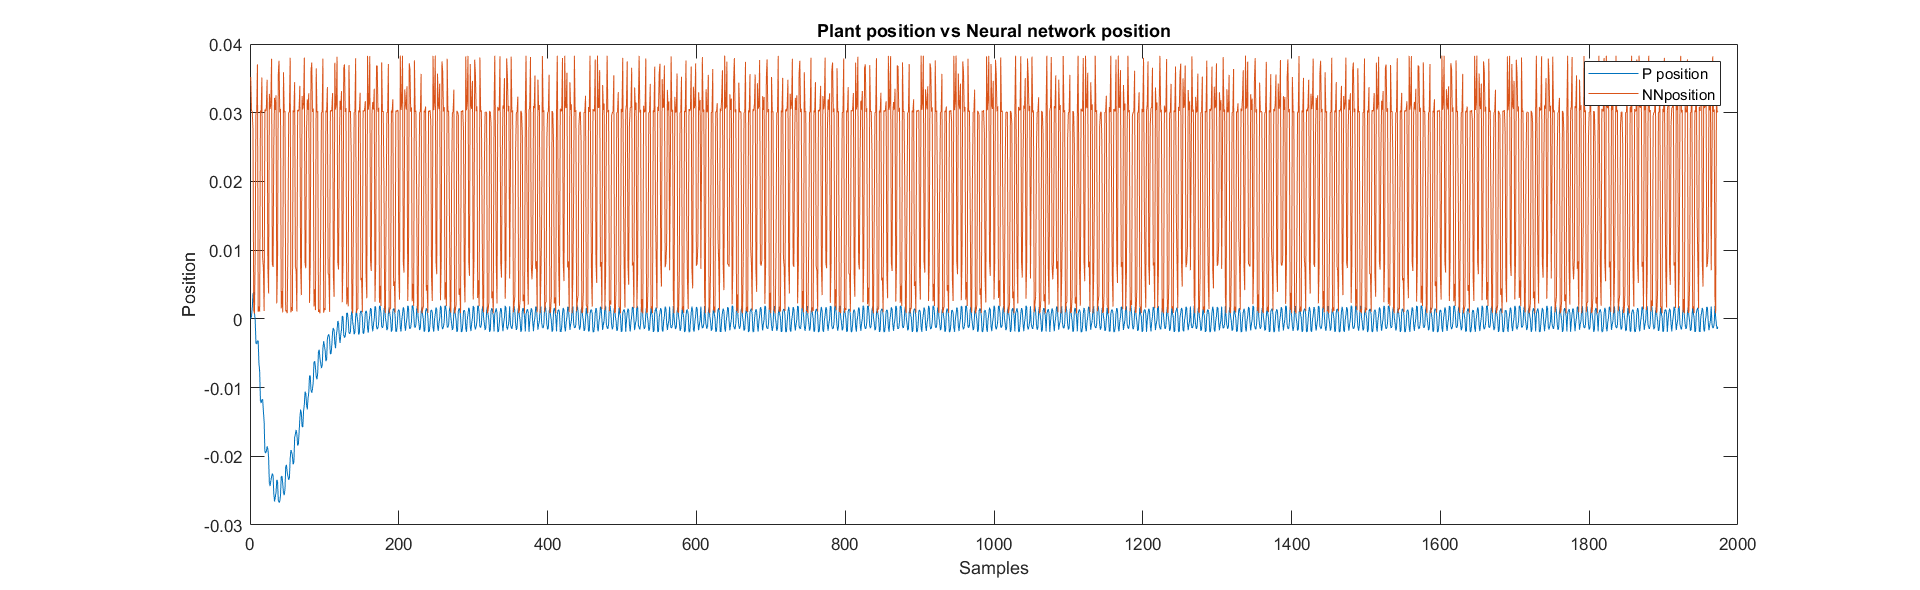 Plant position vs Neural network position
0.04
0.03
0.02
0.01
0
-0.01
-0.02
-0.03
Position
P position
NNposition
0 200 400 600 800 1000 1200 1400 1600 1800 2000
Samples